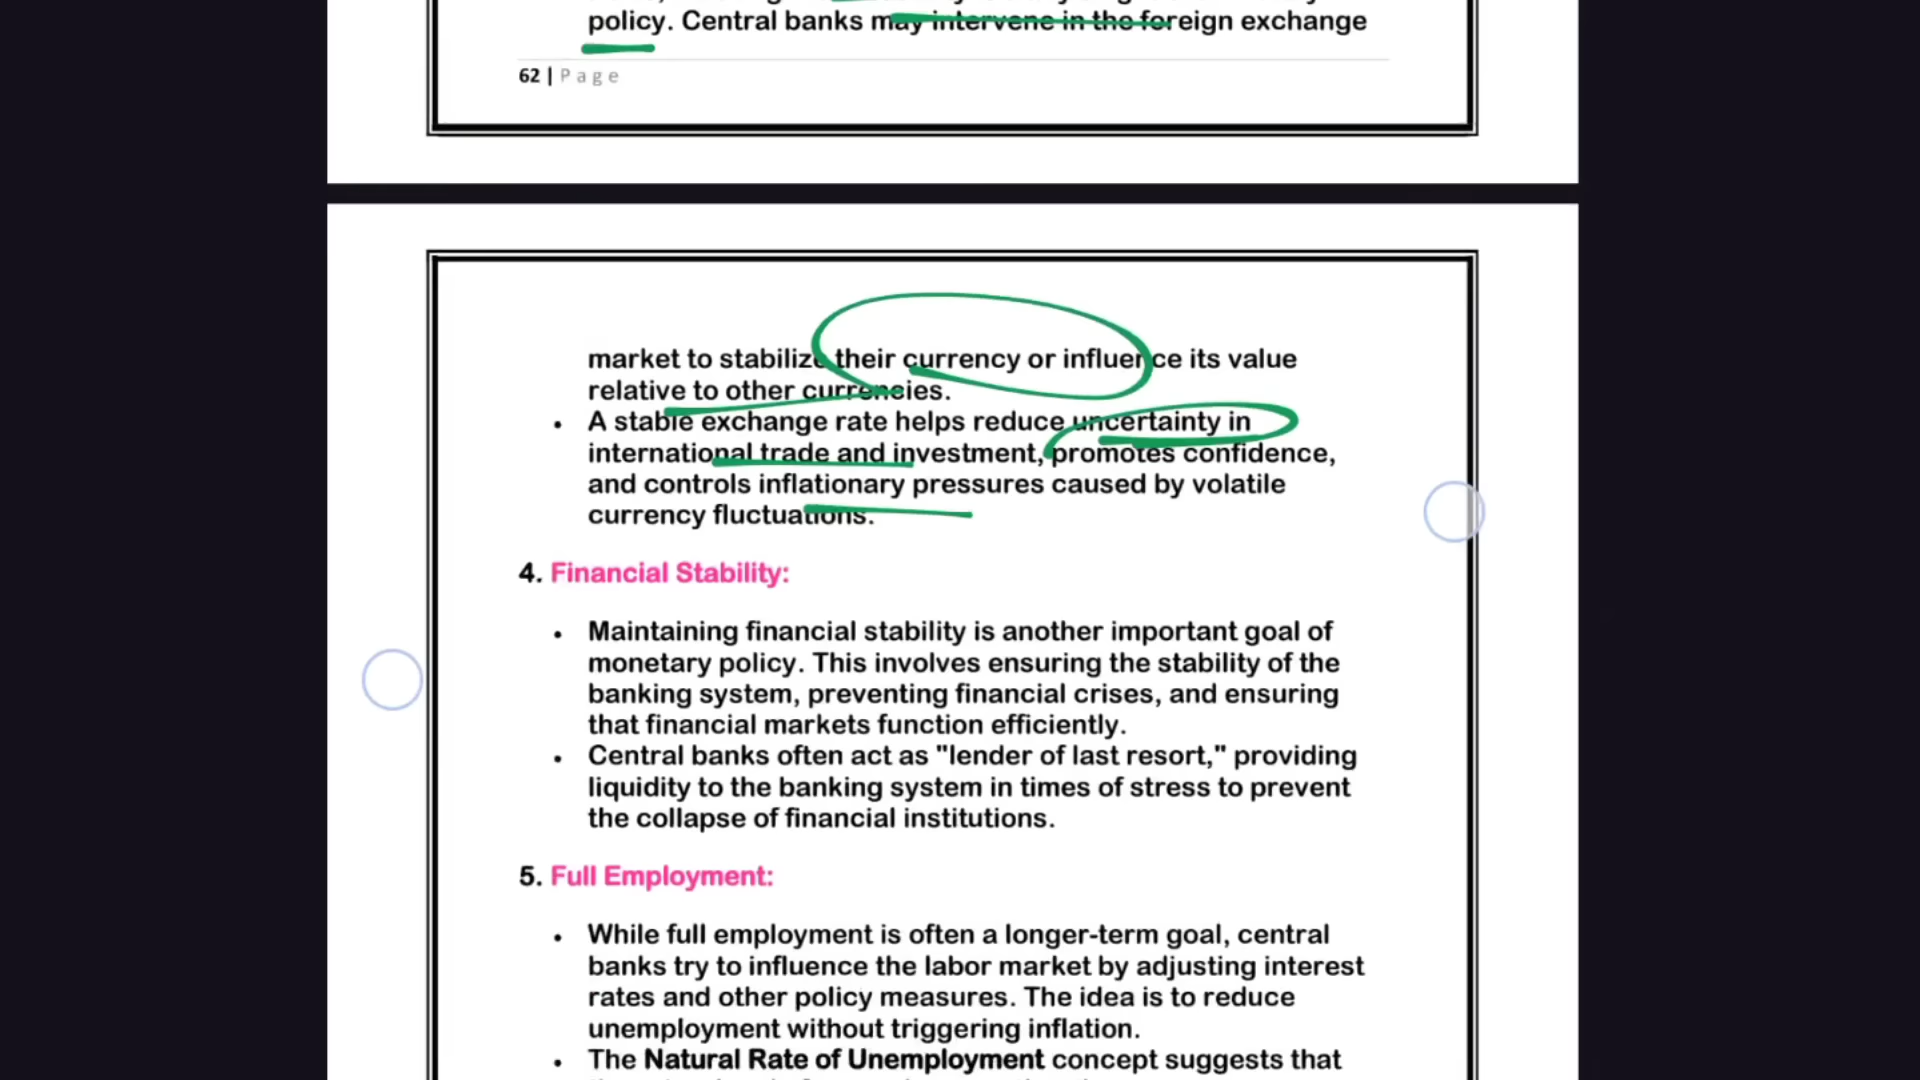 policy. Central banks may intervene in the foreign exchange
62 | Page
market to stabilize their currency or influence its value
relative to other currencies.
• A stable exchange rate helps reduce uncertainty in
international trade and investment, promotes confidence,
and controls inflationary pressures caused by volatile
currency fluctuations.
4. Financial Stability:
• Maintaining financial stability is another important goal of
monetary policy. This involves ensuring the stability of the
banking system, preventing financial crises, and ensuring
that financial markets function efficiently.
• Central banks often act as "lender of last resort," providing
liquidity to the banking system in times of stress to prevent
the collapse of financial institutions.
5. Full Employment:
• While full employment is often a longer-term goal, central
banks try to influence the labor market by adjusting interest
rates and other policy measures. The idea is to reduce
unemployment without triggering inflation.
• The Natural Rate of Unemployment concept suggests that